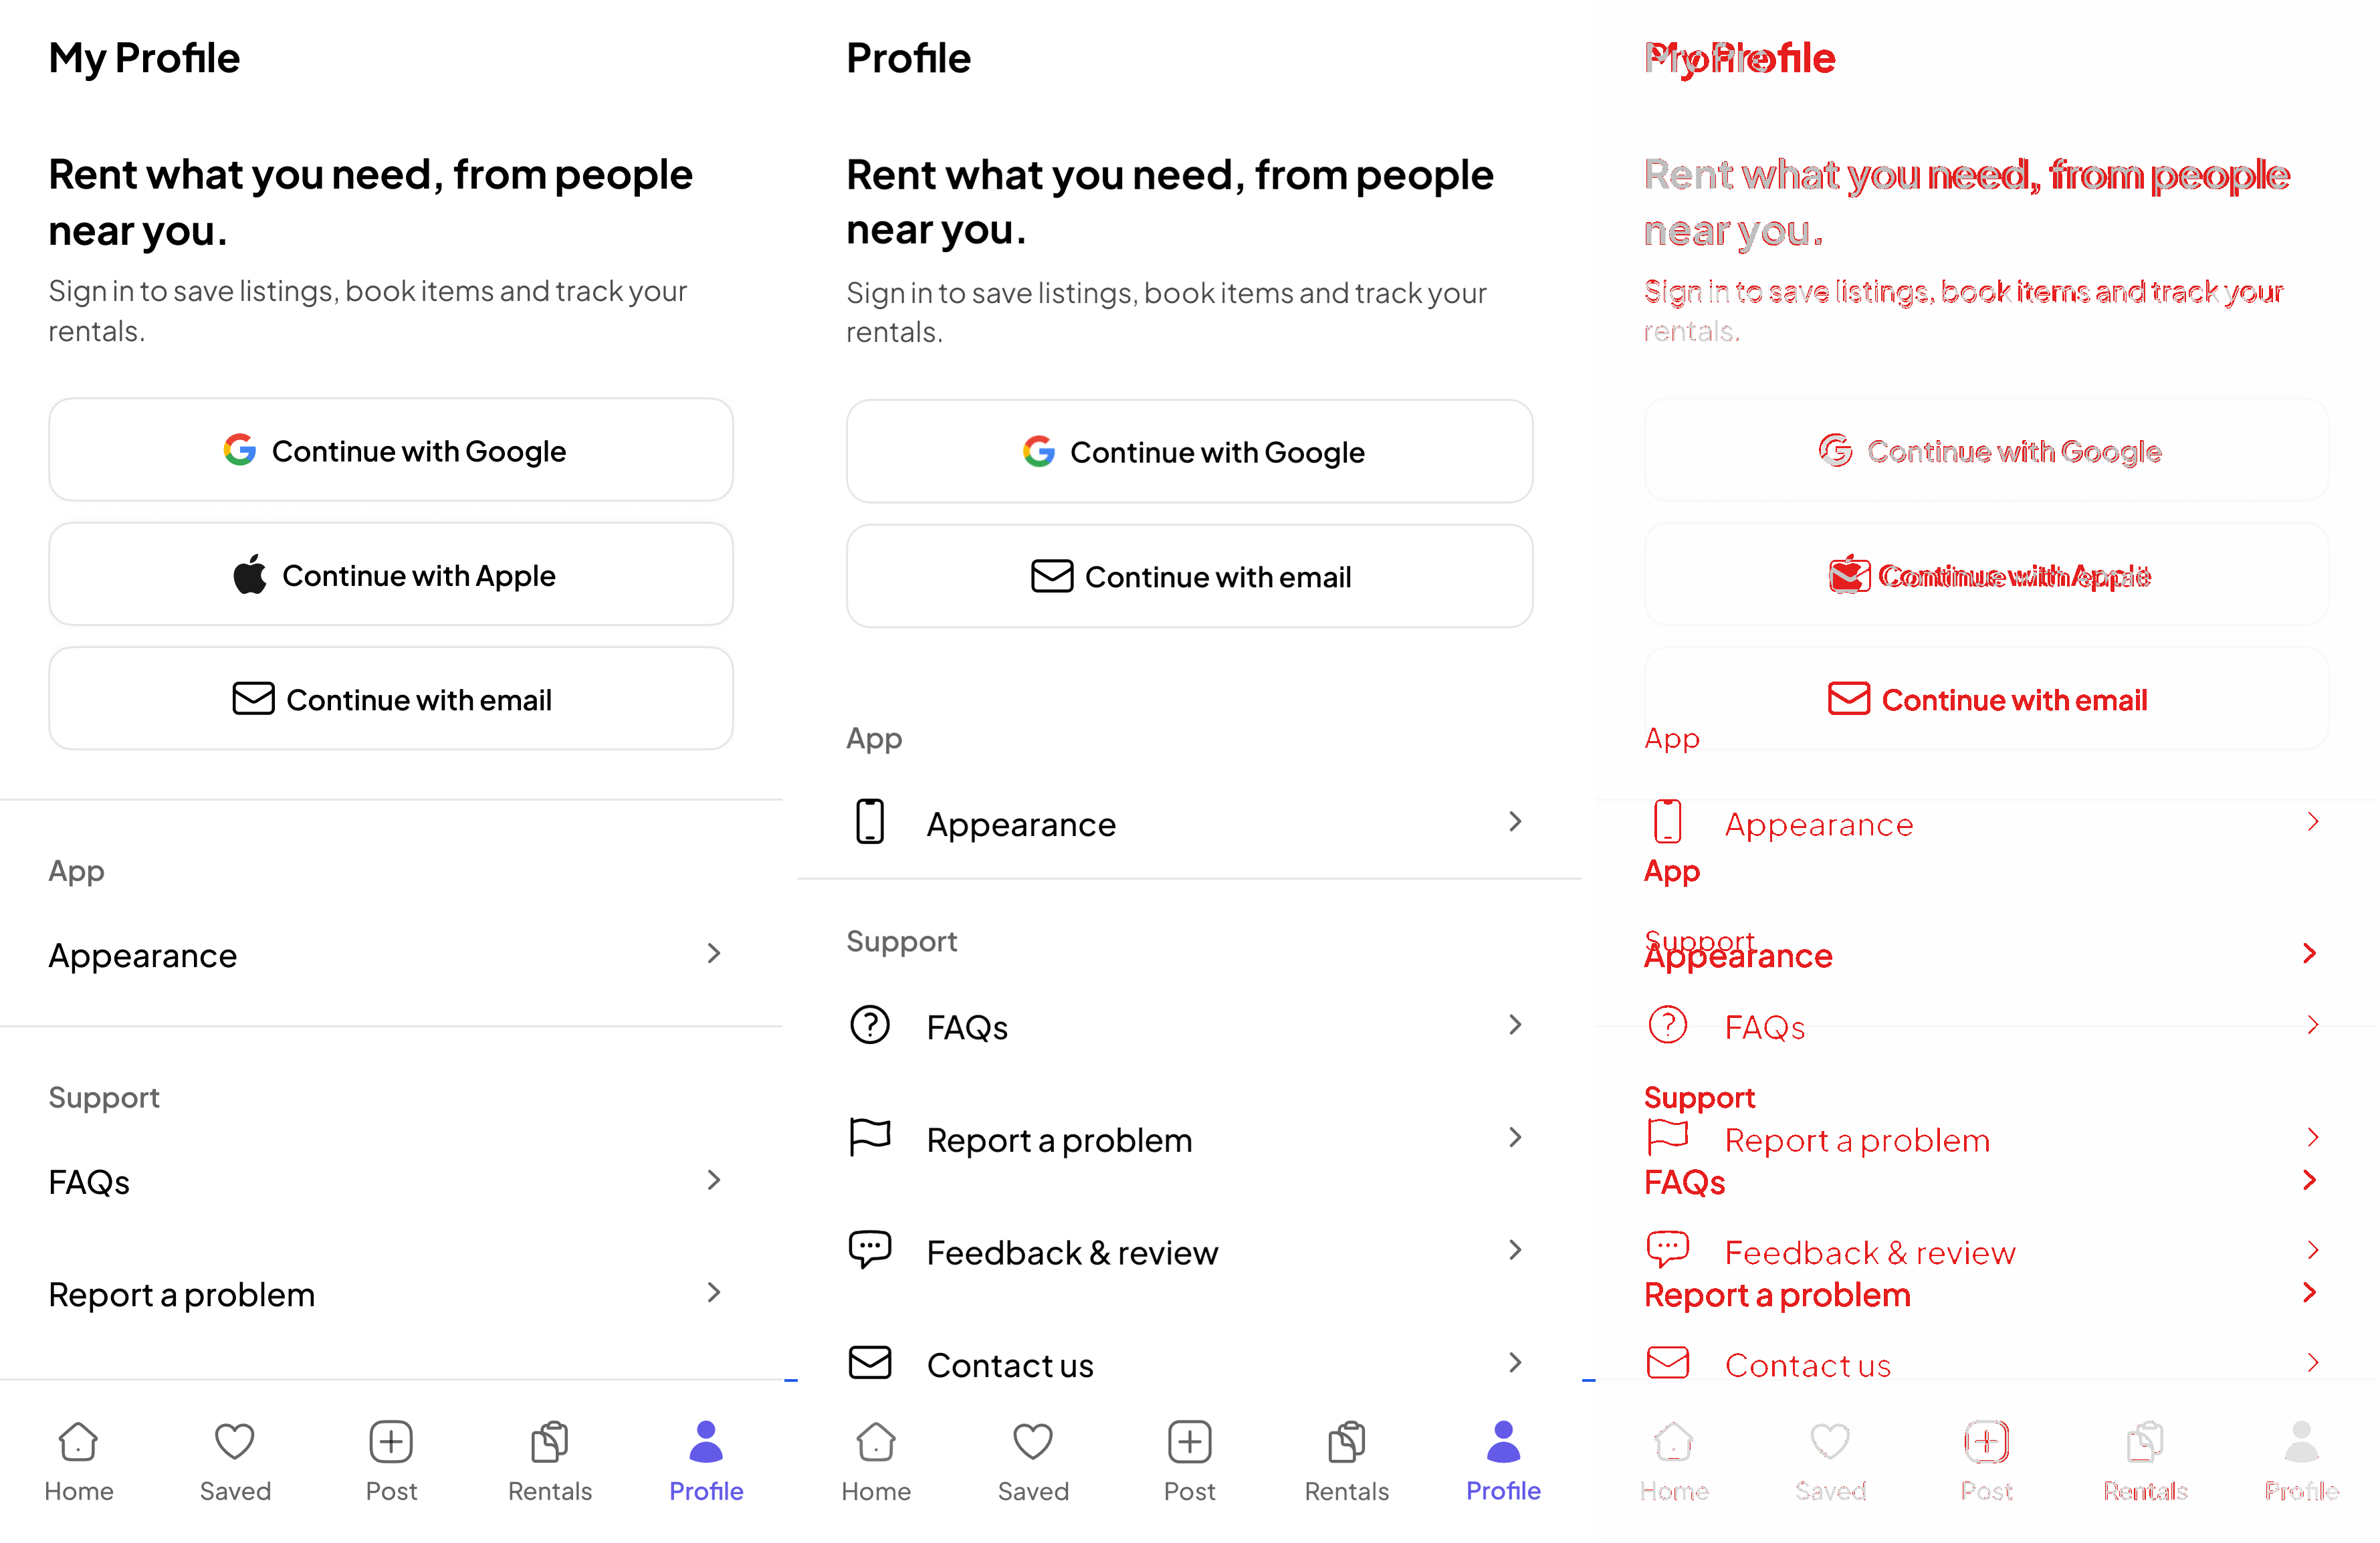 My Profile
Rent what you need, from people
near you.
Sign in to save listings, book items and track your
rentals.
Continue with Google
Continue with Apple
Continue with email
App
Appearance
Support
FAQs
Report a problem
Home
Saved
Post
Rentals
Profile
Profile
Rent what you need, from people
near you.
Sign in to save listings, book items and track your
rentals.
Continue with Google
Continue with email
App
Appearance
Support
FAQs
Report a problem
Feedback & review
Contact us
Home
Saved
Post
Rentals
Profile
Rent what you need, from people
near you.
Sign in to save listings, book items and track your
rentals.
Continue with Google
Continue with email
App
Appearance
App
Support
Appearance
FAQs
Support
Report a problem
FAQs
Feedback & review
Report a problem
Contact us
Home
Saved
Post
Rentals
Profile